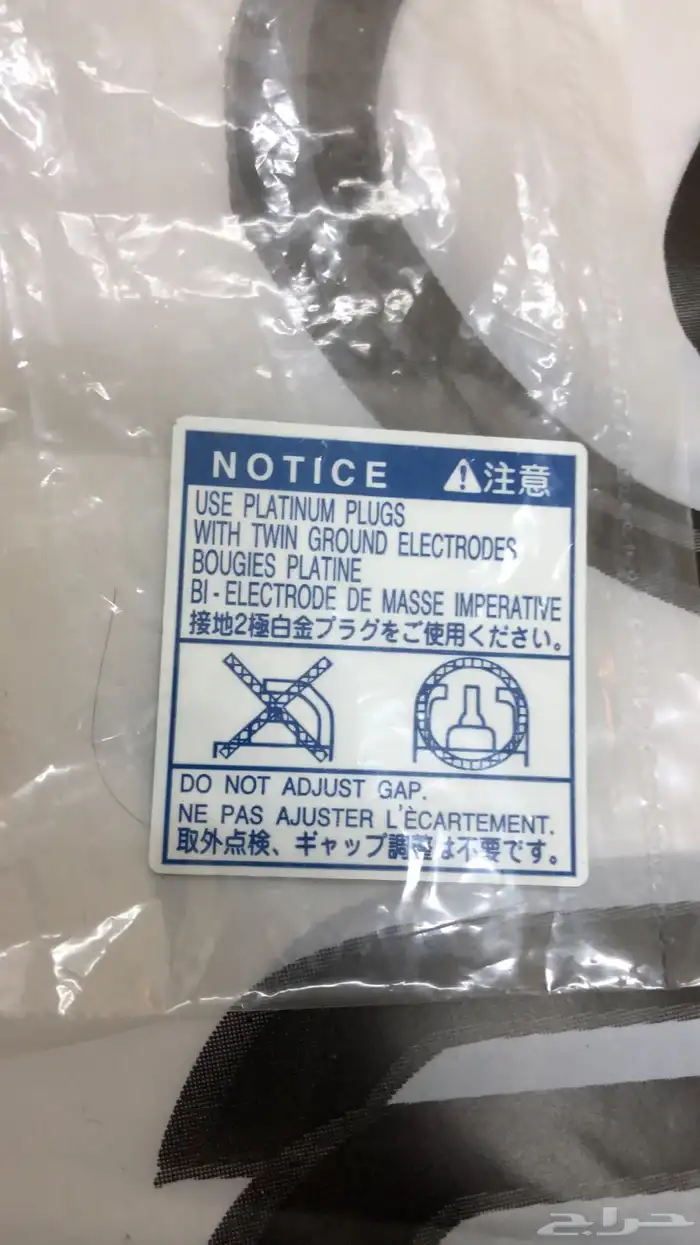 NOTICE ⚠注意
USE PLATINUM PLUGS
WITH TWIN GROUND ELECTRODES
BOUGIES PLATINE
BI - ELECTRODE DE MASSE IMPERATIVE
接地2極白金プラグをご使用ください。
DO NOT ADJUST GAP.
NE PAS AJUSTER L'ÈCARTEMENT.
取外点検、ギャップ調整は不要です。
حراج